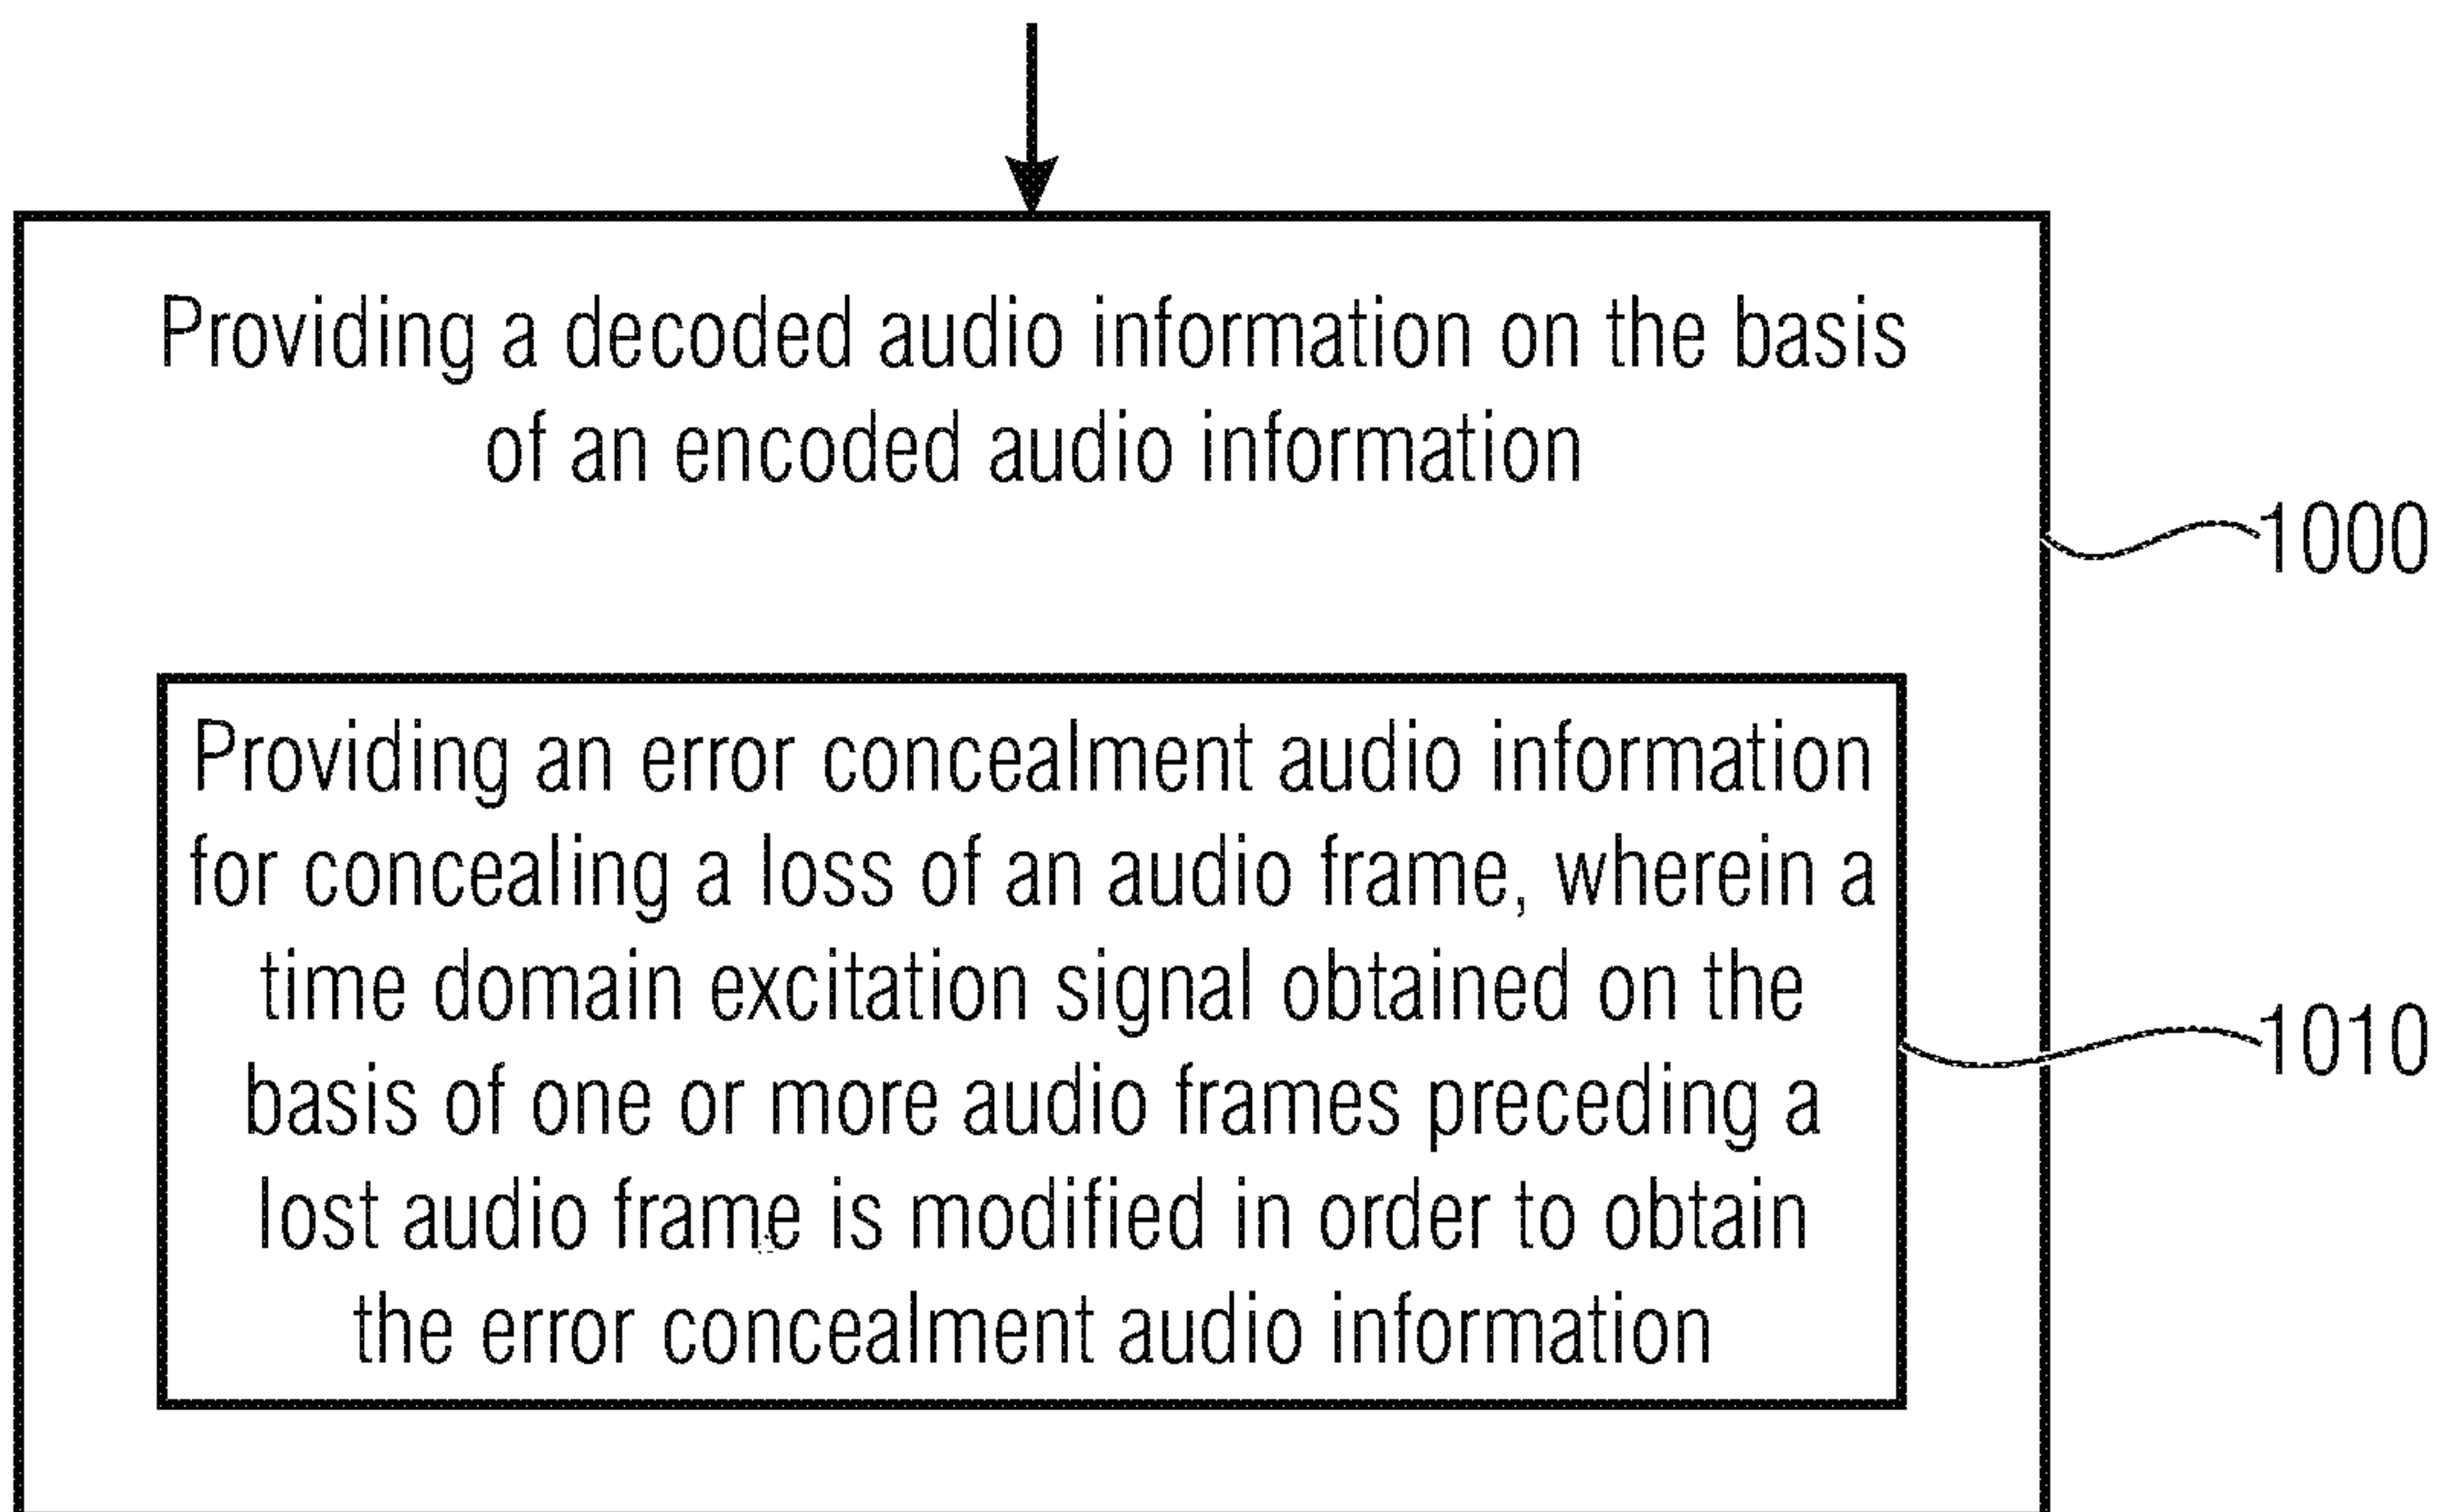 Providing a decoded audio information on the basis
of an encoded audio information
1000
Providing an error concealment audio information
for concealing a loss of an audio frame, wherein a
time domain excitation signal obtained on the
basis of one or more audio frames preceding a
lost audio frame is modified in order to obtain
the error concealment audio information
1010